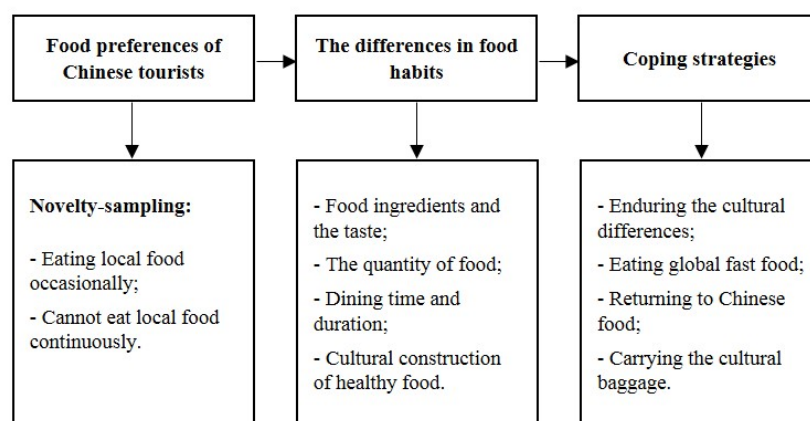 Food preferences of
Chinese tourists
The differences in food
habits
Coping strategies
Novelty-sampling:
- Eating local food
occasionally;
- Cannot eat local food
continuously.
- Food ingredients and
the taste;
- The quantity of food;
- Dining time and
duration;
- Cultural construction
of healthy food.
- Enduring the cultural
differences;
- Eating global fast food;
- Returning to Chinese
food;
- Carrying the cultural
baggage.